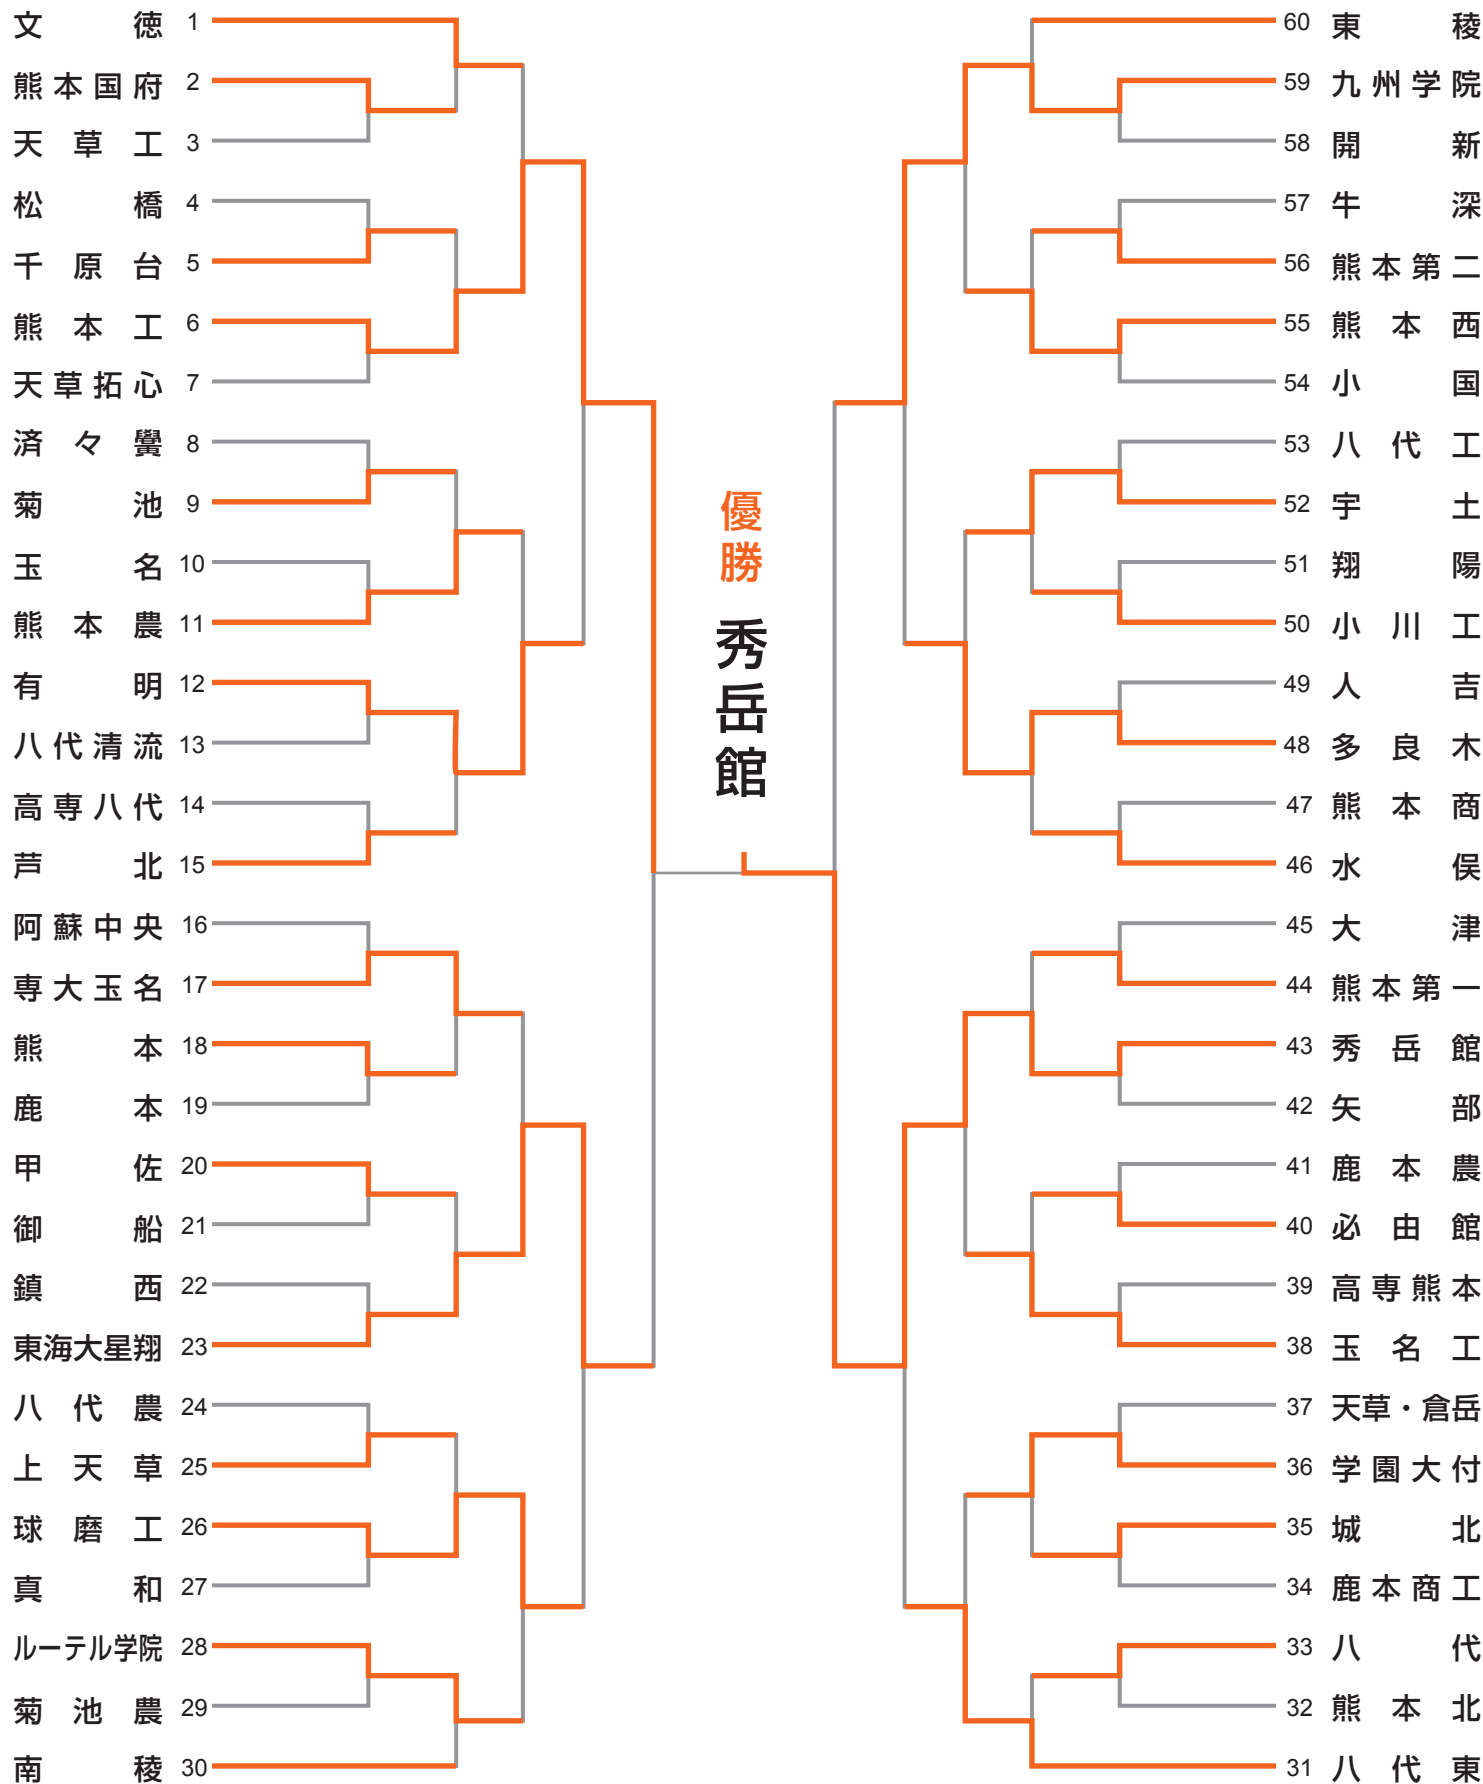 文徳 1
熊本国府 2
天草工 3
松橋 4
千原台 5
熊本工 6
天草拓心 7
済々黌 8
菊池 9
玉名 10
熊本農 11
有明 12
八代清流 13
高専八代 14
芦北 15
阿蘇中央 16
専大玉名 17
熊本 18
鹿本 19
甲佐 20
御船 21
鎮西 22
東海大星翔 23
八代農 24
上天草 25
球磨工 26
真和 27
ルーテル学院 28
菊池農 29
南稜 30
優勝
秀岳館
60 東稜
59 九州学院
58 開新
57 牛深
56 熊本第二
55 熊本西
54 小国
53 八代工
52 宇土
51 翔陽
50 小川工
49 人吉
48 多良木
47 熊本商
46 水俣
45 大津
44 熊本第一
43 秀岳館
42 矢部
41 鹿本農
40 必由館
39 高専熊本
38 玉名工
37 天草・倉岳
36 学園大付
35 城北
34 鹿本商工
33 八代
32 熊本北
31 八代東